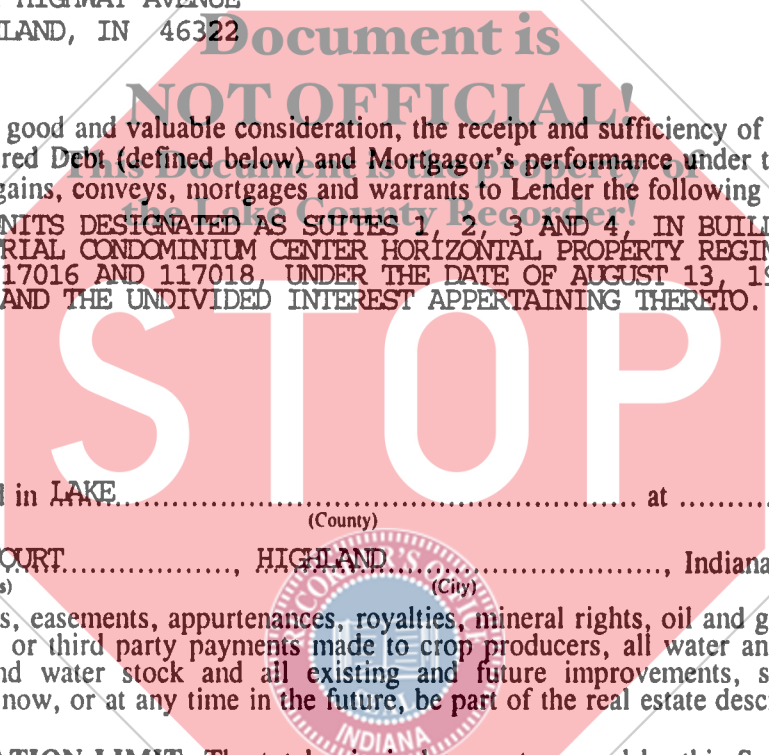 HIGHWAY AVENUE
LAND, IN 46322
Document is
NOT OFFICIAL!
good and valuable consideration, the receipt and sufficiency of
red Debt (defined below) and Mortgagor's performance under t
This Document is the property of
gains, conveys, mortgages and warrants to Lender the following
the Lake County Recorder!
NITS DESIGNATED AS SUITES 1, 2, 3 AND 4, IN BUIL
RIAL CONDOMINIUM CENTER HORIZONTAL PROPERTY REGIM
17016 AND 117018, UNDER THE DATE OF AUGUST 13, 19
AND THE UNDIVIDED INTEREST APPERTAINING THERETO.
STOP
in LAKE at
(County)
COURT, HIGHLAND, Indiana
s) (City)
s, easements, appurtenances, royalties, mineral rights, oil and g
or third party payments made to crop producers, all water an
nd water stock and all existing and future improvements, s
now, or at any time in the future, be part of the real estate desc
RECORDER'S OFFICE
INDIANA